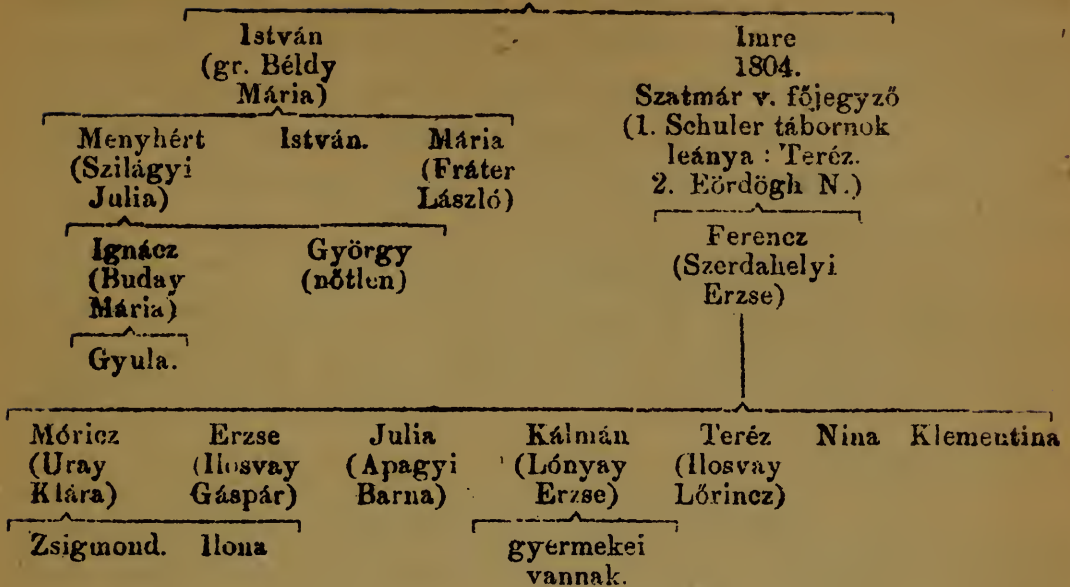 István Imre
(gr. Béldy 1804.
Mária) Szatmár v. főjegyző
Menyhért István. Mária (1. Schuler tábornok
(Szilágyi (Fráter leánya : Teréz.
Julia) László) 2. Eördögh N.)
Ignácz György Ferencz
(Buday (nőtlen) (Szerdahelyi
Mária) Erzse)
Gyula.
Móricz Erzse Julia Kálmán Teréz Nina Klementina
(Uray (Ilosvay (Apagyi (Lónyay (Ilosvay
Klára) Gáspár) Barna) Erzse) Lőrincz)
Zsigmond. Ilona gyermekei
vannak.